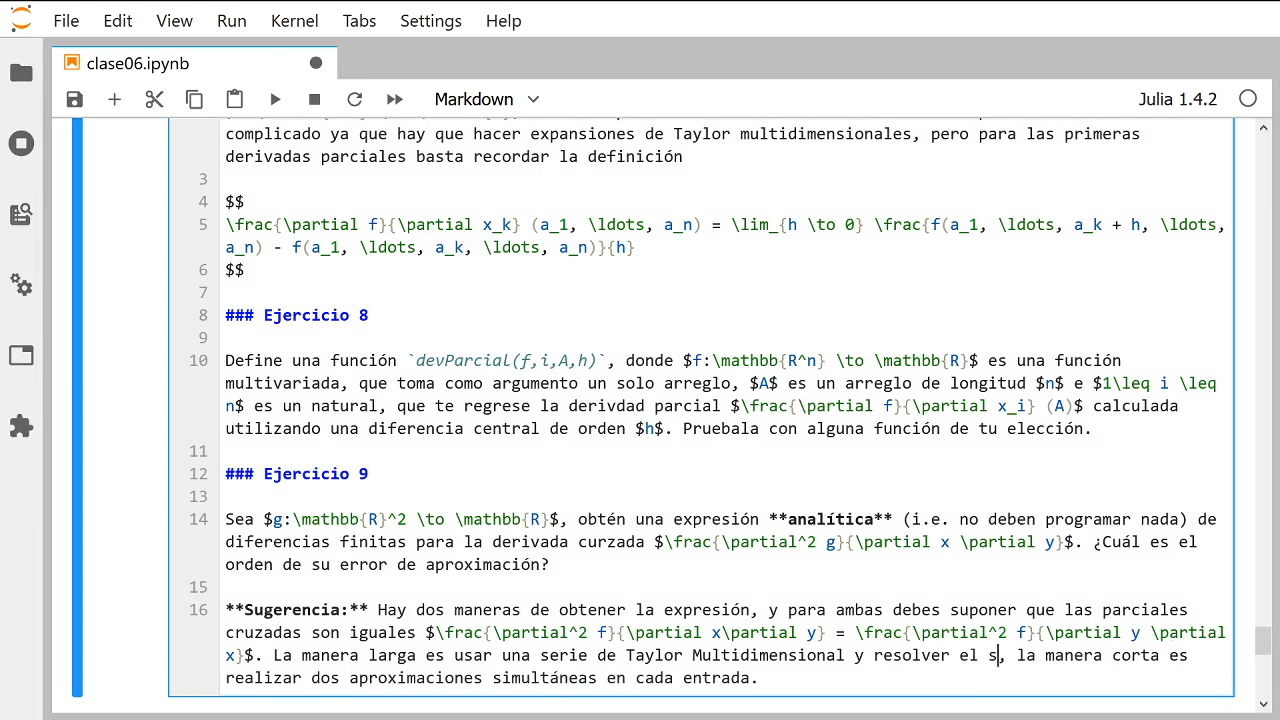 File Edit View Run Kernel Tabs Settings Help
clase06.ipynb
Markdown Julia 1.4.2
complicado ya que hay que hacer expansiones de Taylor multidimensionales, pero para las primeras
derivadas parciales basta recordar la definición
3
4 $$
5 \frac{\partial f}{\partial x_k} (a_1, \ldots, a_n) = \lim_{h \to 0} \frac{f(a_1, \ldots, a_k + h, \ldots,
a_n) - f(a_1, \ldots, a_k, \ldots, a_n)}{h}
6 $$
7
8 ### Ejercicio 8
9
10 Define una función `devParcial(f,i,A,h)`, donde $f:\mathbb{R^n} \to \mathbb{R}$ es una función
multivariada, que toma como argumento un solo arreglo, $A$ es un arreglo de longitud $n$ e $1\leq i \leq
n$ es un natural, que te regrese la derivdad parcial $\frac{\partial f}{\partial x_i} (A)$ calculada
utilizando una diferencia central de orden $h$. Pruebala con alguna función de tu elección.
11
12 ### Ejercicio 9
13
14 Sea $g:\mathbb{R}^2 \to \mathbb{R}$, obtén una expresión **analítica** (i.e. no deben programar nada) de
diferencias finitas para la derivada curzada $\frac{\partial^2 g}{\partial x \partial y}$. ¿Cuál es el
orden de su error de aproximación?
15
16 **Sugerencia:** Hay dos maneras de obtener la expresión, y para ambas debes suponer que las parciales
cruzadas son iguales $\frac{\partial^2 f}{\partial x\partial y} = \frac{\partial^2 f}{\partial y \partial
x}$. La manera larga es usar una serie de Taylor Multidimensional y resolver el s, la manera corta es
realizar dos aproximaciones simultáneas en cada entrada.